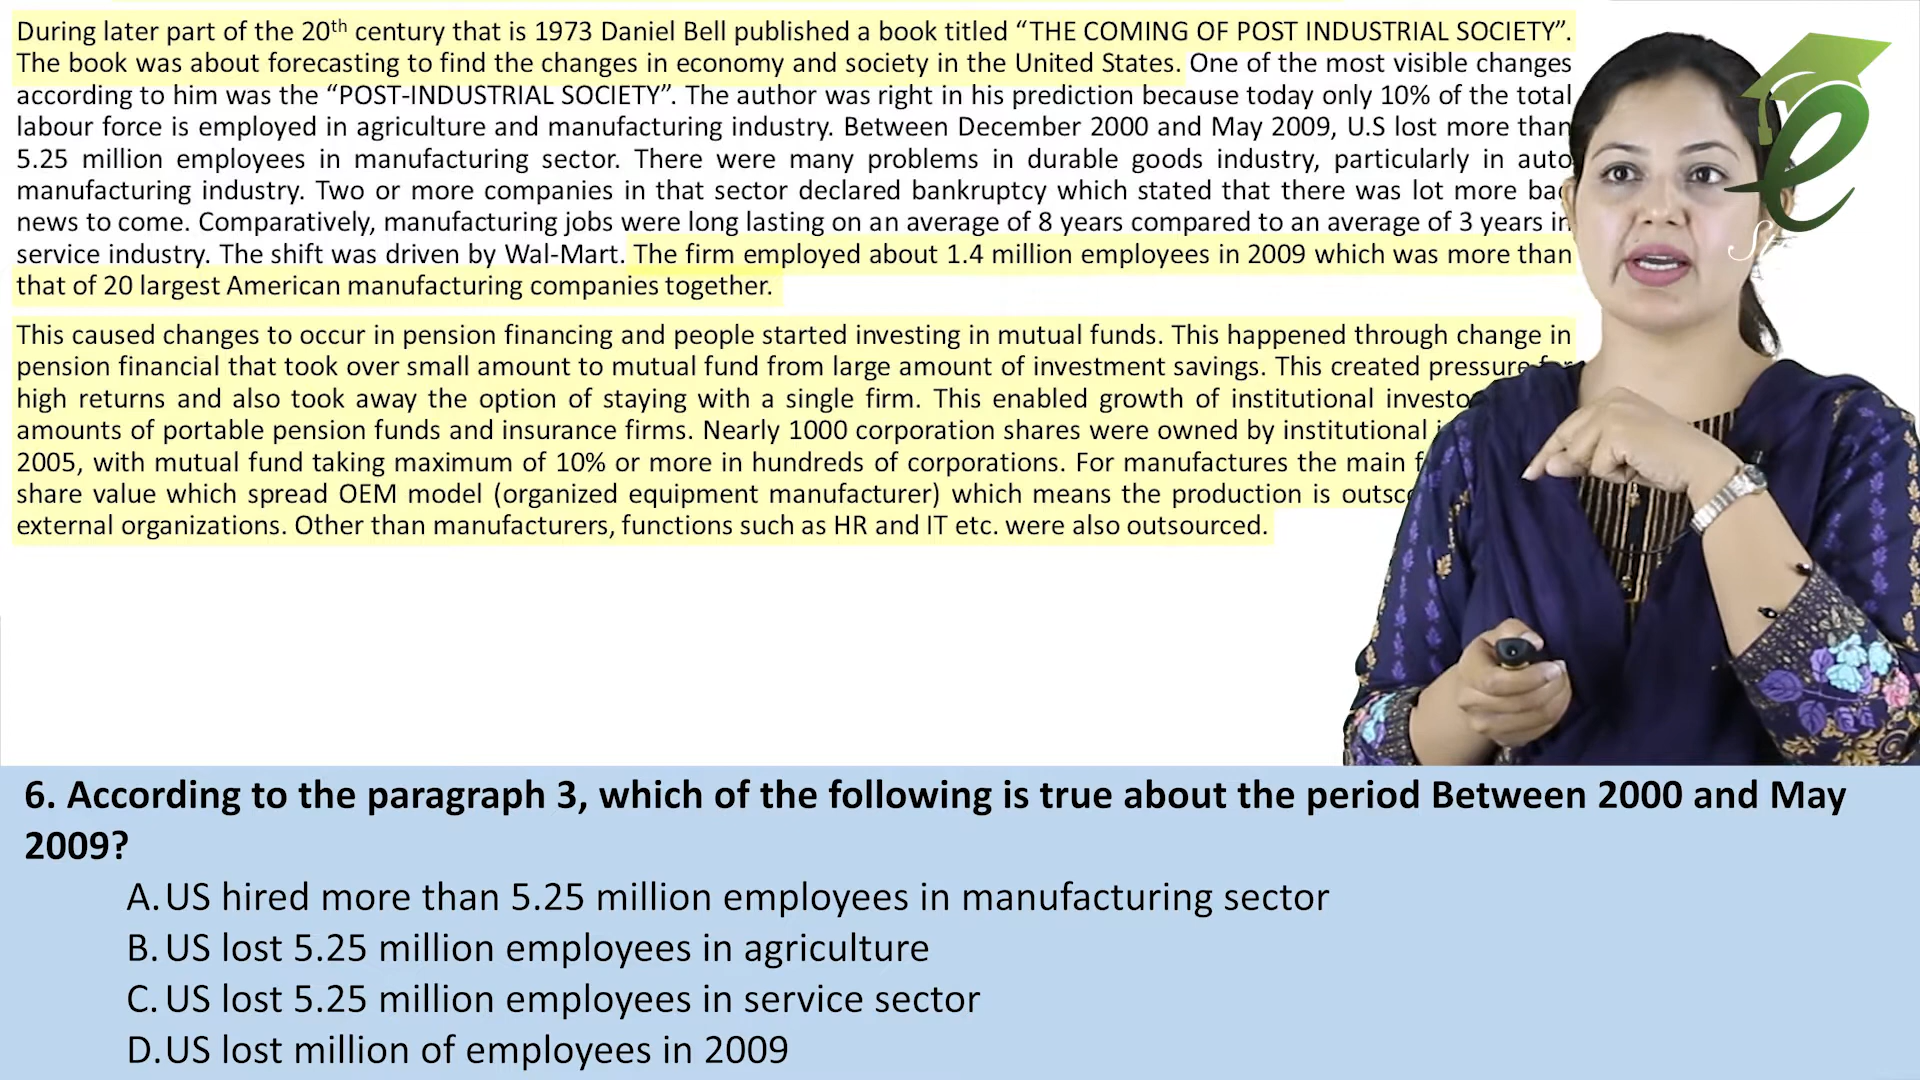 During later part of the 20th century that is 1973 Daniel Bell published a book titled “THE COMING OF POST INDUSTRIAL SOCIETY”.
The book was about forecasting to find the changes in economy and society in the United States. One of the most visible changes
according to him was the “POST-INDUSTRIAL SOCIETY”. The author was right in his prediction because today only 10% of the total
labour force is employed in agriculture and manufacturing industry. Between December 2000 and May 2009, U.S lost more than
5.25 million employees in manufacturing sector. There were many problems in durable goods industry, particularly in auto
manufacturing industry. Two or more companies in that sector declared bankruptcy which stated that there was lot more bad
news to come. Comparatively, manufacturing jobs were long lasting on an average of 8 years compared to an average of 3 years in
service industry. The shift was driven by Wal-Mart. The firm employed about 1.4 million employees in 2009 which was more than
that of 20 largest American manufacturing companies together.
This caused changes to occur in pension financing and people started investing in mutual funds. This happened through change in
pension financial that took over small amount to mutual fund from large amount of investment savings. This created pressure
high returns and also took away the option of staying with a single firm. This enabled growth of institutional
amounts of portable pension funds and insurance firms. Nearly 1000 corporation shares were owned by institutional
2005, with mutual fund taking maximum of 10% or more in hundreds of corporations. For manufactures the main
share value which spread OEM model (organized equipment manufacturer) which means the production is
external organizations. Other than manufacturers, functions such as HR and IT etc. were also outsourced.
6. According to the paragraph 3, which of the following is true about the period Between 2000 and May
2009?
A. US hired more than 5.25 million employees in manufacturing sector
B. US lost 5.25 million employees in agriculture
C. US lost 5.25 million employees in service sector
D. US lost million of employees in 2009